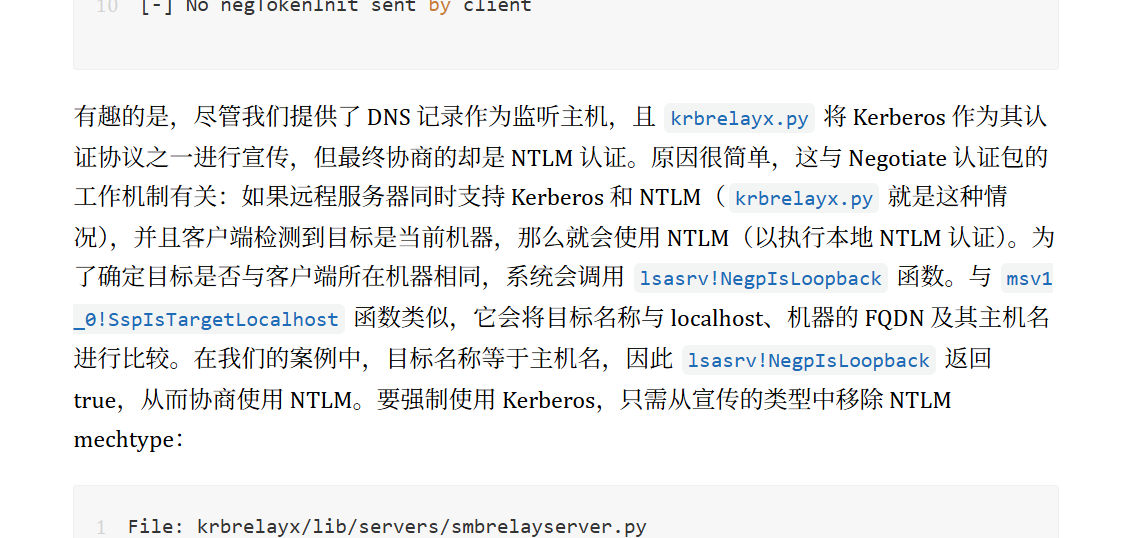 10 [-] No negTokenInit sent by client
有趣的是，尽管我们提供了 DNS 记录作为监听主机，且 krbrelayx.py 将 Kerberos 作为其认
证协议之一进行宣传，但最终协商的却是 NTLM 认证。原因很简单，这与 Negotiate 认证包的
工作机制有关：如果远程服务器同时支持 Kerberos 和 NTLM（ krbrelayx.py 就是这种情
况），并且客户端检测到目标是当前机器，那么就会使用 NTLM（以执行本地 NTLM 认证）。为
了确定目标是否与客户端所在机器相同，系统会调用 lsasrv!NegpIsLoopback 函数。与 msv1
_0!SspIsTargetLocalhost 函数类似，它会将目标名称与 localhost、机器的 FQDN 及其主机名
进行比较。在我们的案例中，目标名称等于主机名，因此 lsasrv!NegpIsLoopback 返回
true，从而协商使用 NTLM。要强制使用 Kerberos，只需从宣传的类型中移除 NTLM
mechtype：
1 File: krbrelayx/lib/servers/smbrelayserver.py